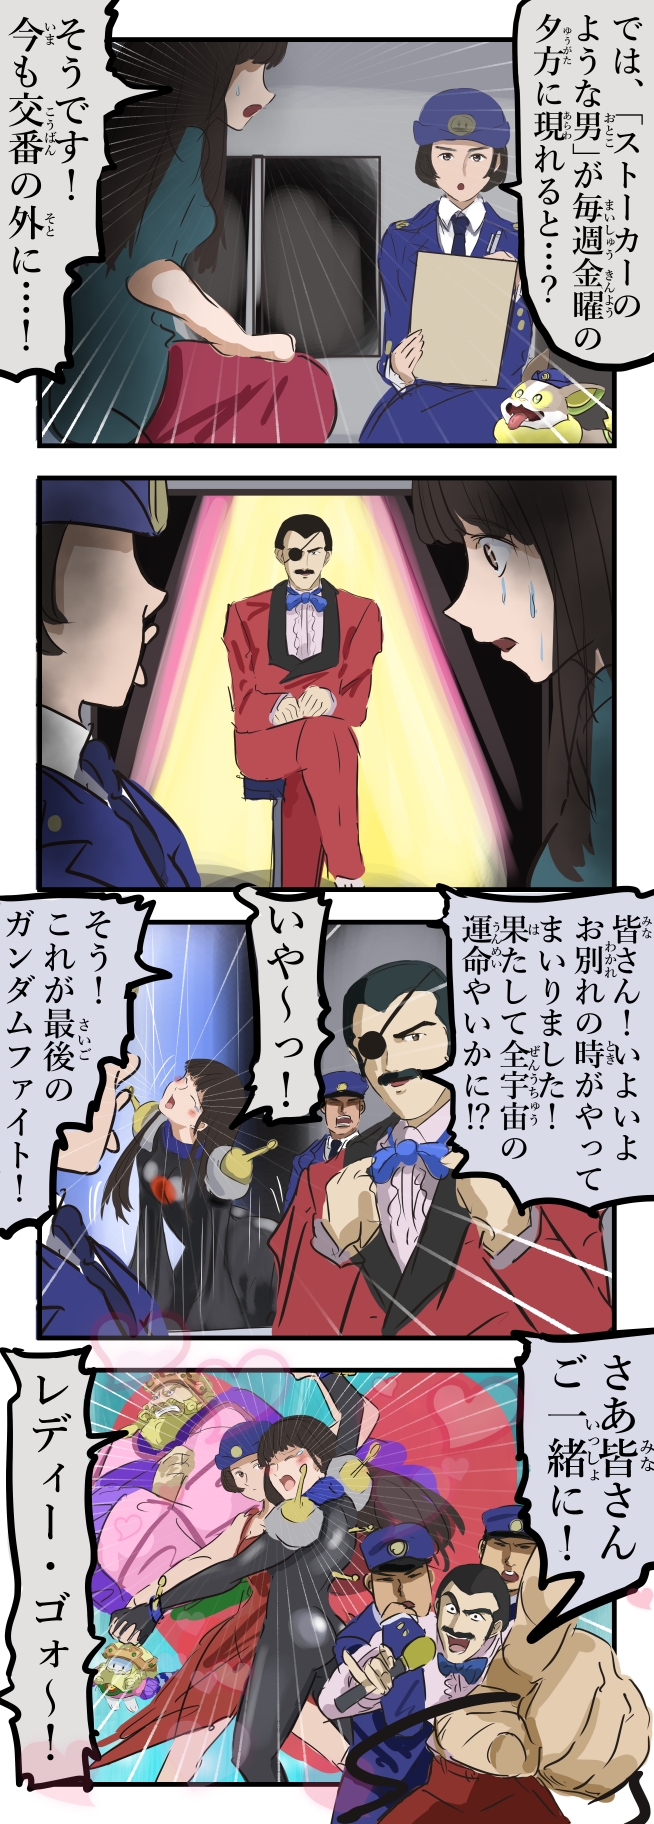 では、「ストーカーの
ような男」が毎週金曜の
夕方に現れると…?
そうです!
今も交番の外に…!
皆さん!いよいよ
お別れの時がやって
まいりました!
果たして全宇宙の
運命やいかに!?
いや〜っ!
そう!
これが最後の
ガンダムファイト!
さあ皆さん
ご一緒に!
レディー・ゴォ〜!